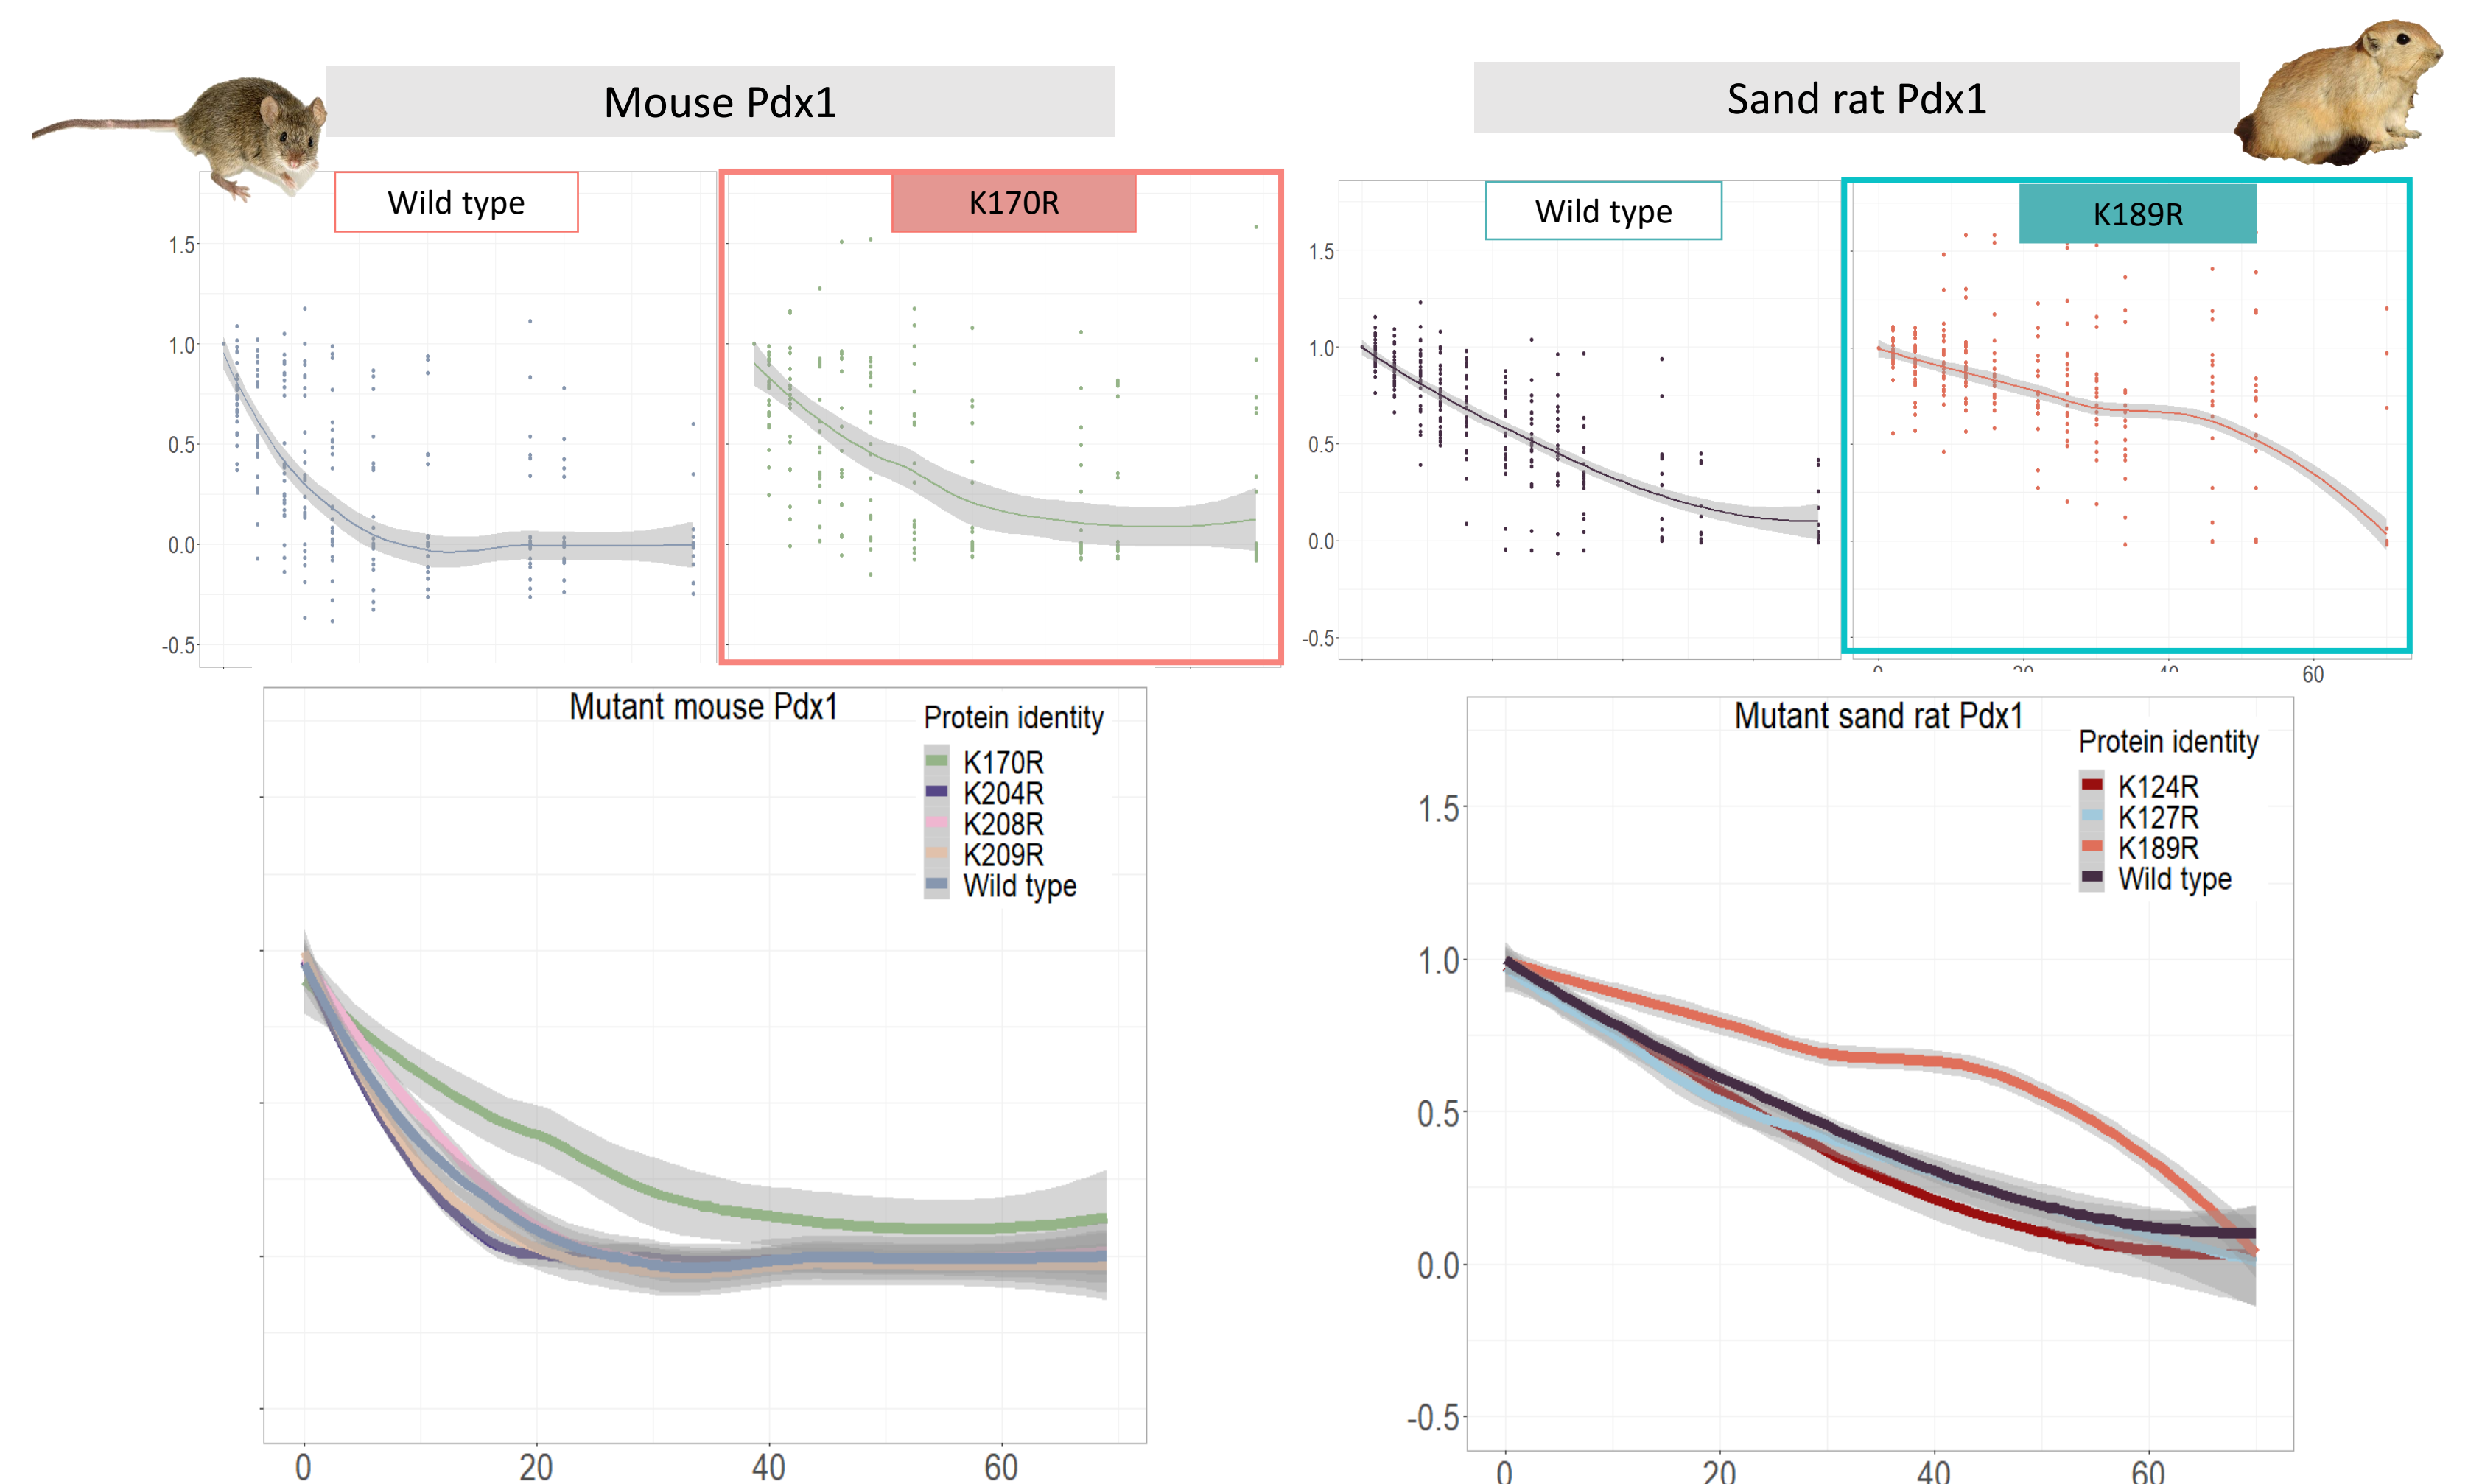 Mouse Pdx1
Sand rat Pdx1
Wild type
K170R
Wild type
K189R
1.5
1.0
0.5
0.0
-0.5
1.5
1.0
0.5
0.0
-0.5
0
20
40
60
Mutant mouse Pdx1
Protein identity
K170R
K204R
K208R
K209R
Wild type
0
20
40
60
Mutant sand rat Pdx1
Protein identity
K124R
K127R
K189R
Wild type
1.5
1.0
0.5
0.0
-0.5
0
20
40
60